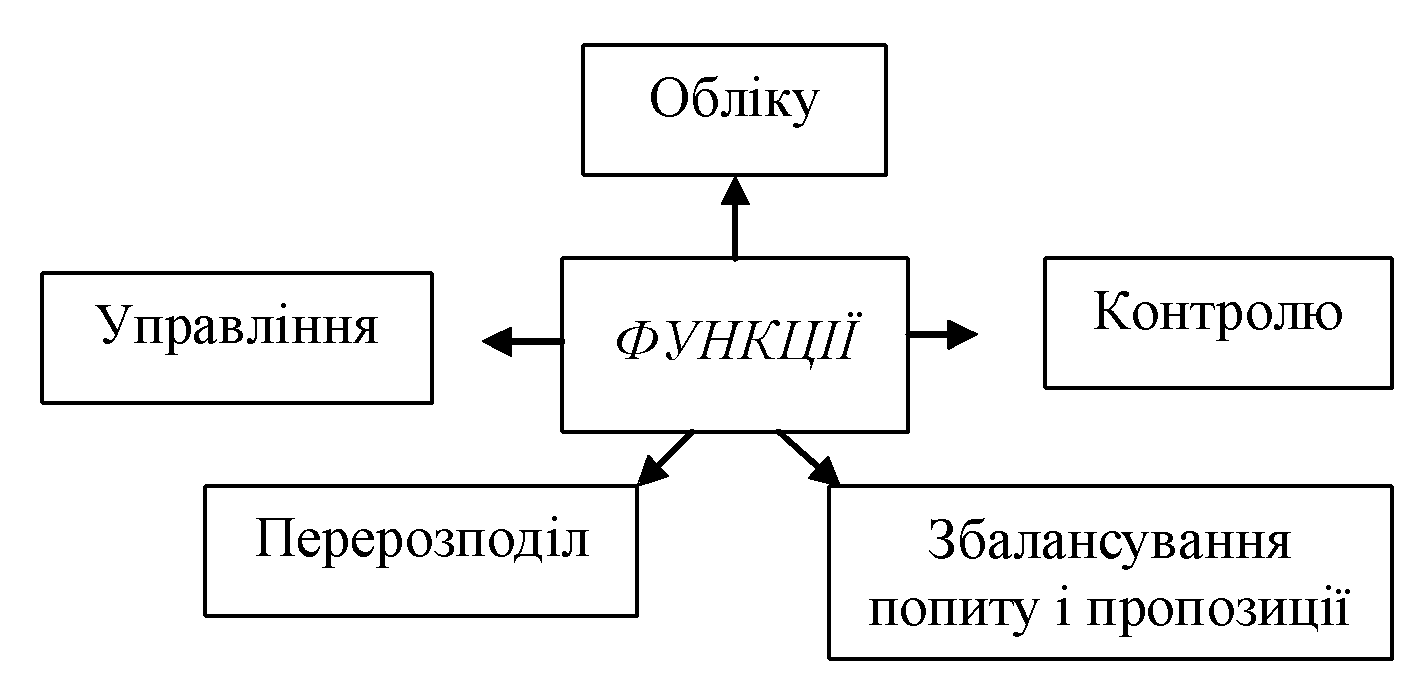 Обліку
Управління
ФУНКЦІЇ
Контролю
Перерозподіл
Збалансування
попиту і пропозиції